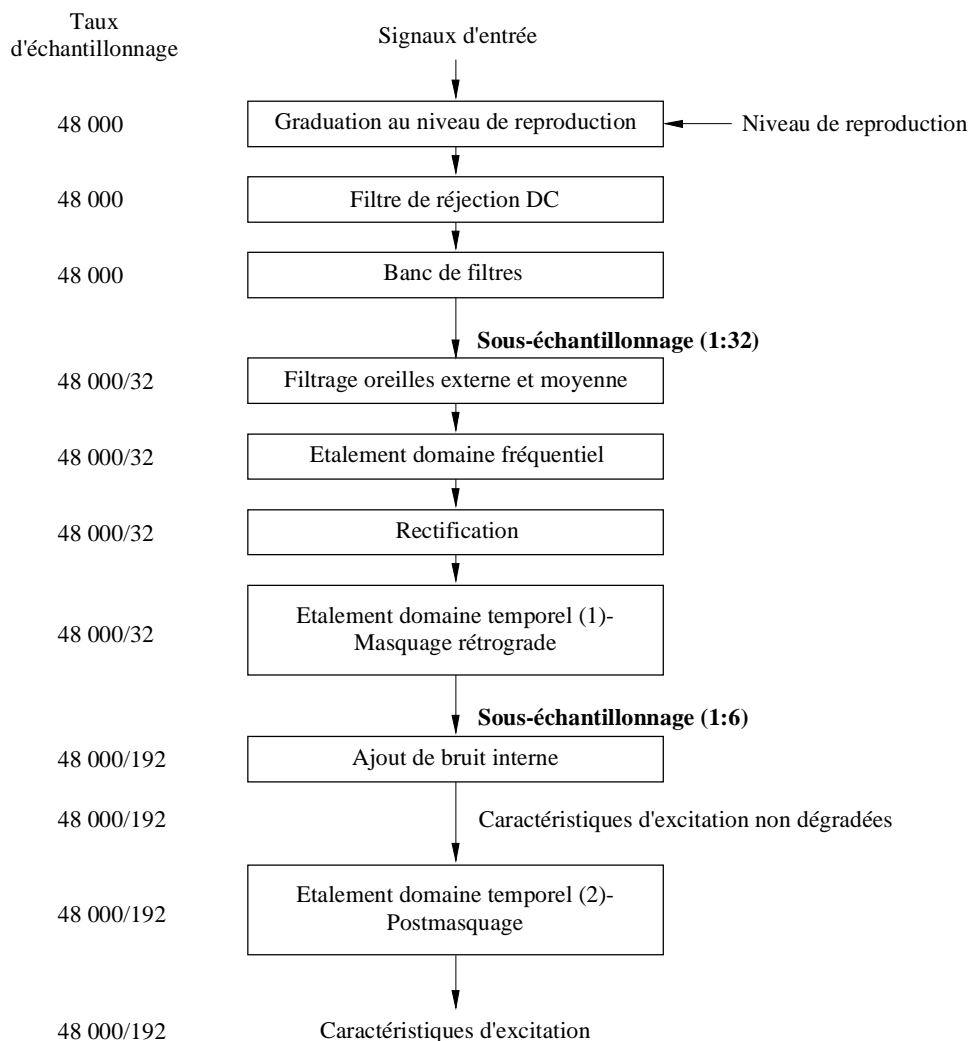 Taux
d'échantillonnage
Signaux d'entrée
48 000
Graduation au niveau de reproduction
Niveau de reproduction
48 000
Filtre de réjection DC
48 000
Banc de filtres
Sous-échantillonnage (1:32)
48 000/32
Filtrage oreilles externe et moyenne
48 000/32
Etalement domaine fréquentiel
48 000/32
Rectification
48 000/32
Etalement domaine temporel (1)-
Masquage rétrograde
Sous-échantillonnage (1:6)
48 000/192
Ajout de bruit interne
48 000/192
Caractéristiques d'excitation non dégradées
48 000/192
Etalement domaine temporel (2)-
Postmasquage
48 000/192
Caractéristiques d'excitation